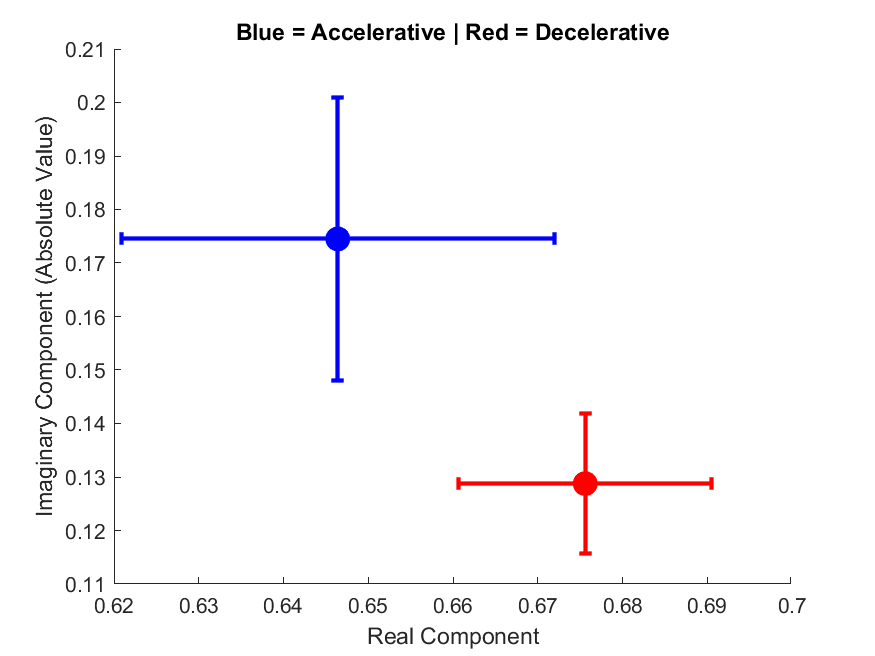 Blue = Accelerative | Red = Decelerative
0.21
0.2
0.19
0.18
0.17
0.16
0.15
0.14
0.13
0.12
0.11
Imaginary Component (Absolute Value)
0.62 0.63 0.64 0.65 0.66 0.67 0.68 0.69 0.7
Real Component